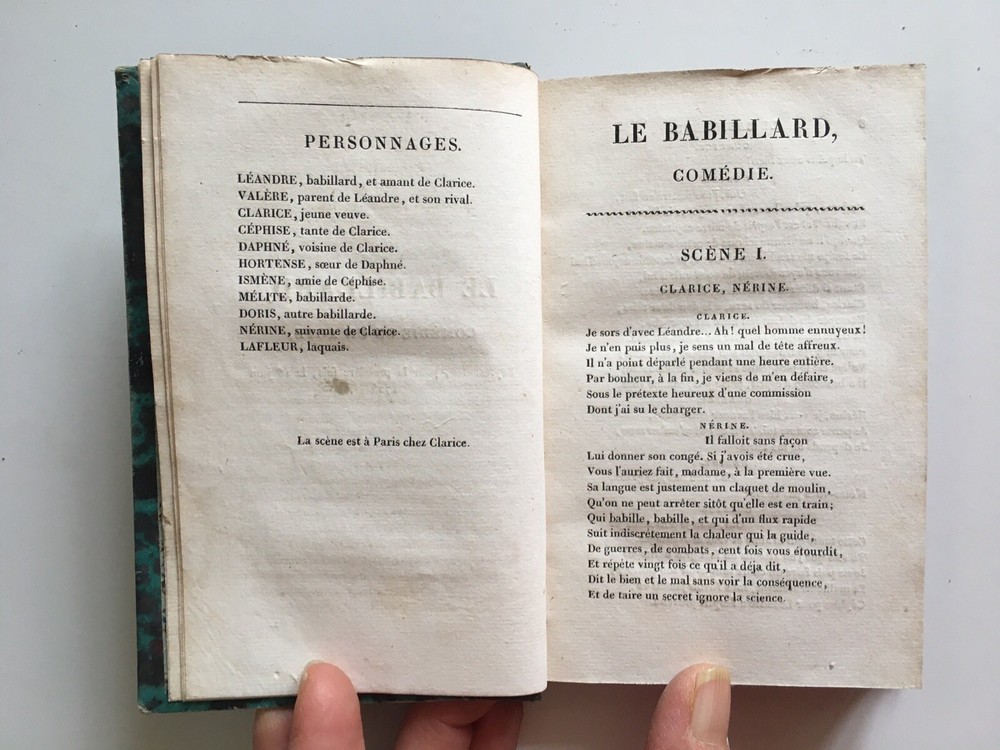 PERSONNAGES.
LÉANDRE, babillard, et amant de Clarice.
VALÈRE, parent de Léandre, et son rival.
CLARICE, jeune veuve.
CÉPHISE, tante de Clarice.
DAPHNÉ, voisine de Clarice.
HORTENSE, sœur de Daphné.
ISMÈNE, amie de Céphise.
MÉLITE, babillarde.
DORIS, autre babillarde.
NÉRINE, suivante de Clarice.
LAFLEUR, laquais.
La scène est à Paris chez Clarice.
LE BABILLARD,
COMÉDIE.
SCÈNE I.
CLARICE, NÉRINE.
CLARICE.
Je sors d'avec Léandre... Ah! quel homme ennuyeux!
Je n'en puis plus, je sens un mal de tête affreux.
Il n'a point déparlé pendant une heure entière.
Par bonheur, à la fin, je viens de m'en défaire,
Sous le prétexte heureux d'une commission
Dont j'ai su le charger.
NÉRINE.
Il falloit sans façon
Lui donner son congé. Si j'avois été crue,
Vous l'auriez fait, madame, à la première vue.
Sa langue est justement un claquet de moulin,
Qu'on ne peut arrêter sitôt qu'elle est en train;
Qui babille, babille, et qui d'un flux rapide
Suit indiscrètement la chaleur qui la guide,
De guerres, de combats, cent fois vous étourdit,
Et répète vingt fois ce qu'il a déja dit,
Dit le bien et le mal sans voir la conséquence,
Et de taire un secret ignore la science.